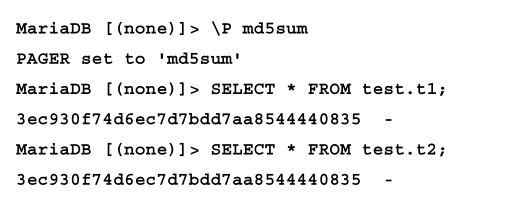 MariaDB [(none)]> \P md5sum
PAGER set to 'md5sum'
MariaDB [(none)]> SELECT * FROM test.t1;
3ec930f74d6ec7d7bdd7aa8544440835  -
MariaDB [(none)]> SELECT * FROM test.t2;
3ec930f74d6ec7d7bdd7aa8544440835  -